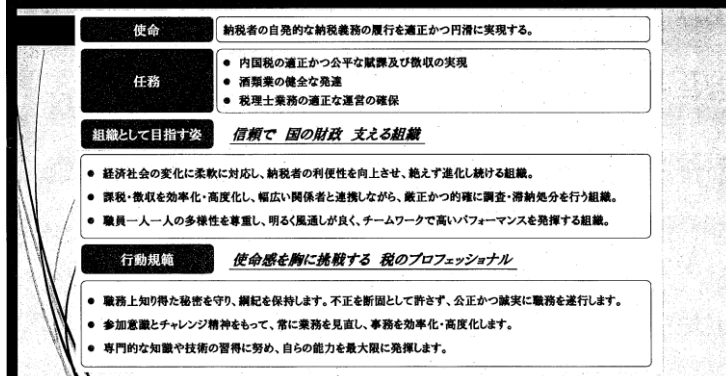 使命
納税者の自発的な納税義務の履行を適正かつ円滑に実現する。
任務
● 内国税の適正かつ公平な賦課及び徴収の実現
● 酒類業の健全な発達
● 税理士業務の適正な運営の確保
組織として目指す姿
信頼で 国の財政 支える組織
● 経済社会の変化に柔軟に対応し、納税者の利便性を向上させ、絶えず進化し続ける組織。
● 課税・徴収を効率化・高度化し、幅広い関係者と連携しながら、厳正かつ的確に調査・滞納処分を行う組織。
● 職員一人一人の多様性を尊重し、明るく風通しが良く、チームワークで高いパフォーマンスを発揮する組織。
行動規範
使命感を胸に挑戦する 税のプロフェッショナル
● 職務上知り得た秘密を守り、綱紀を保持します。不正を断固として許さず、公正かつ誠実に職務を遂行します。
● 参加意識とチャレンジ精神をもって、常に業務を見直し、事務を効率化・高度化します。
● 専門的な知識や技術の習得に努め、自らの能力を最大限に発揮します。